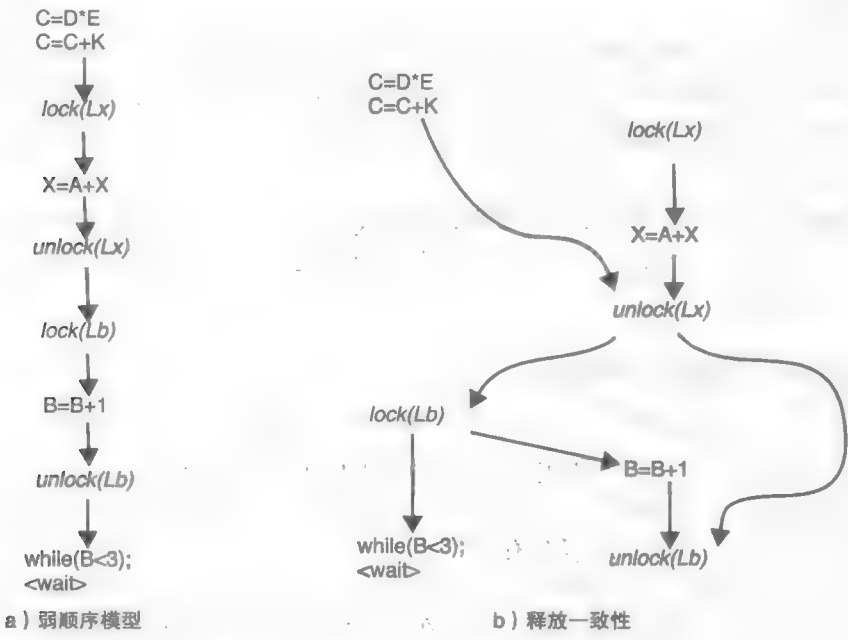 C=D*E
C=C+K
lock(Lx)
X=A+X
unlock(Lx)
lock(Lb)
B=B+1
unlock(Lb)
while(B<3);
<wait>
a）弱顺序模型
C=D*E
C=C+K
lock(Lx)
X=A+X
unlock(Lx)
lock(Lb)
B=B+1
while(B<3);
<wait>
unlock(Lb)
b）释放一致性